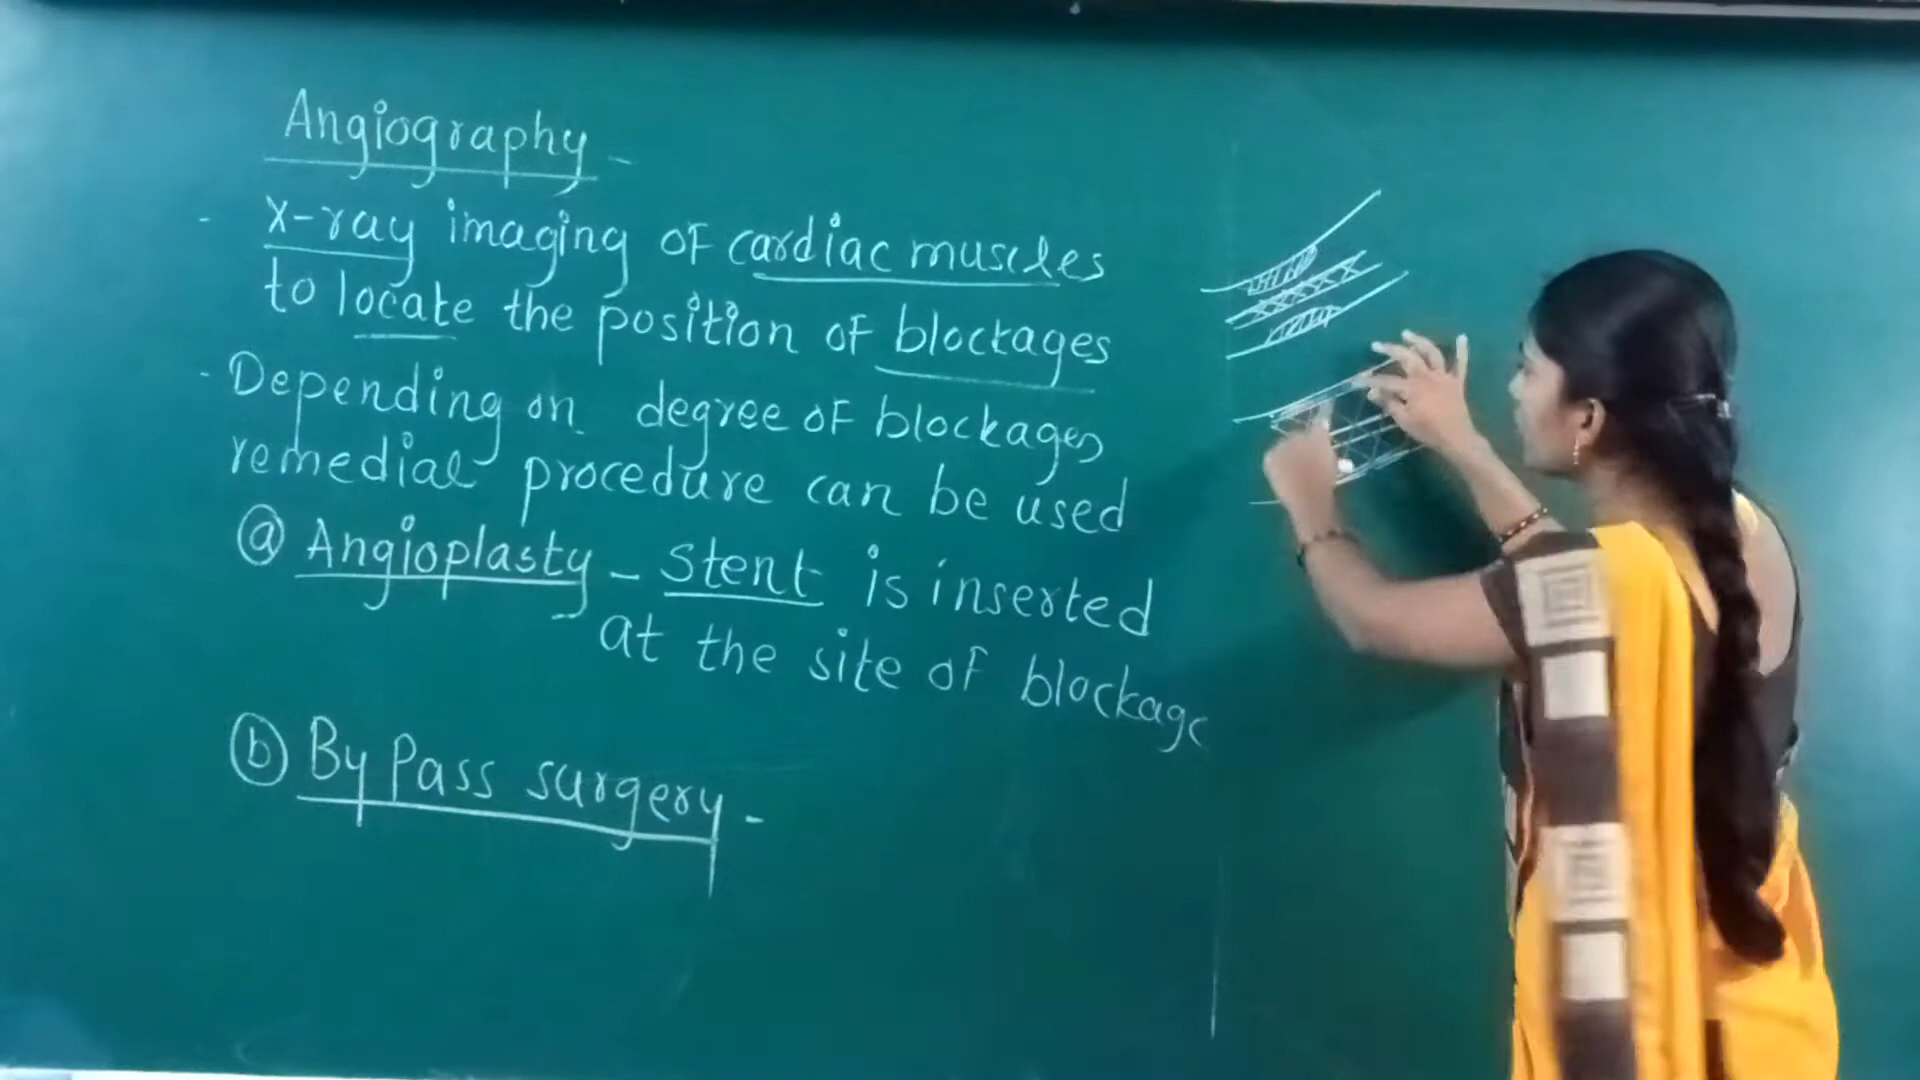 Angiography -
- X-ray imaging of cardiac muscles
to locate the position of blockages
- Depending on degree of blockages
remedial procedure can be used
ⓐ Angioplasty - Stent is inserted
at the site of blockage
ⓑ By Pass surgery -